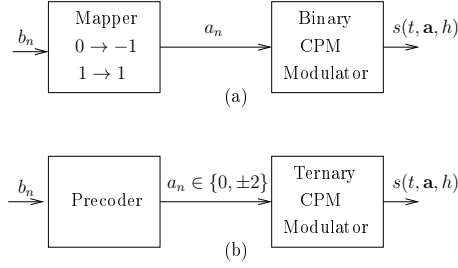 Mapper
0 → −1
1 → 1
b_n
a_n
Binary
CPM
Modulator
s(t, a, h)
(a)
b_n
Precoder
a_n ∈ {0, ±2}
Ternary
CPM
Modulator
s(t, a, h)
(b)